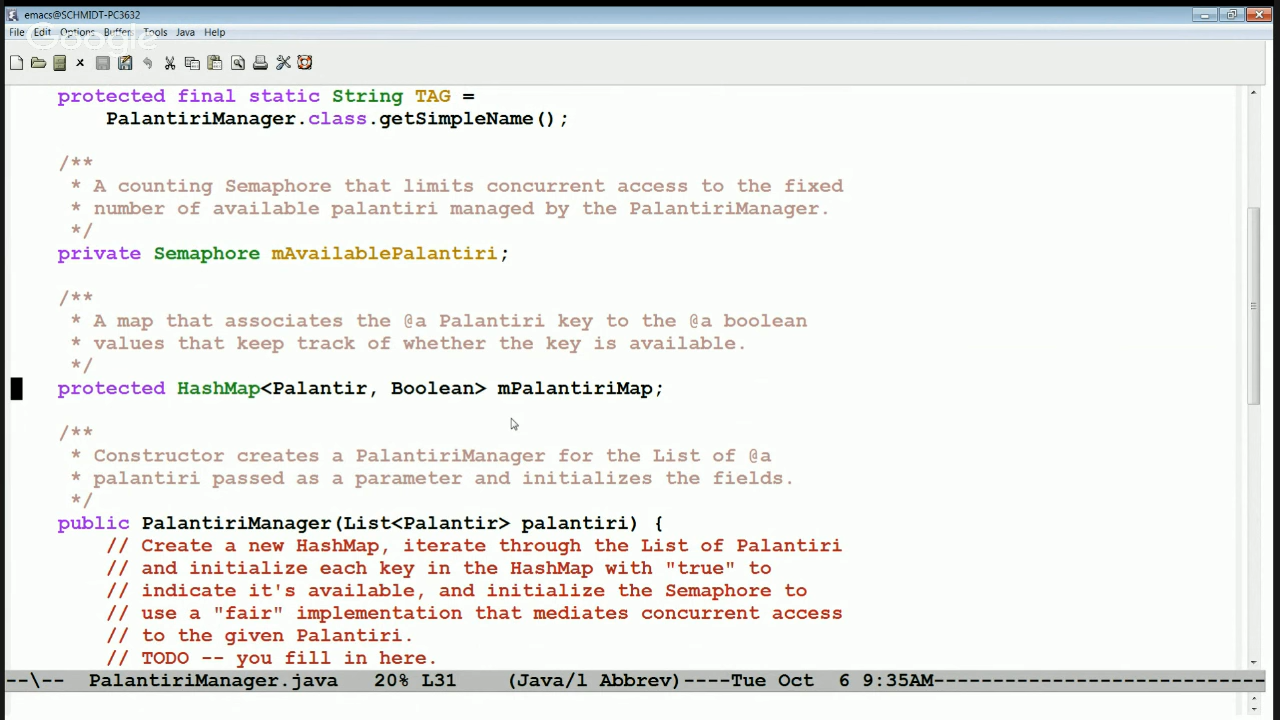 emacs@SCHMIDT-PC3632
File Edit Options Buffer Tools Java Help
Google
protected final static String TAG =
PalantiriManager.class.getSimpleName();
/**
* A counting Semaphore that limits concurrent access to the fixed
* number of available palantiri managed by the PalantiriManager.
*/
private Semaphore mAvailablePalantiri;
/**
* A map that associates the @a Palantiri key to the @a boolean
* values that keep track of whether the key is available.
*/
protected HashMap<Palantir, Boolean> mPalantiriMap;
/**
* Constructor creates a PalantiriManager for the List of @a
* palantiri passed as a parameter and initializes the fields.
*/
public PalantiriManager(List<Palantir> palantiri) {
// Create a new HashMap, iterate through the List of Palantiri
// and initialize each key in the HashMap with "true" to
// indicate it's available, and initialize the Semaphore to
// use a "fair" implementation that mediates concurrent access
// to the given Palantiri.
// TODO -- you fill in here.
--\-- PalantiriManager.java 20% L31 (Java/l Abbrev)----Tue Oct 6 9:35AM----------------------------